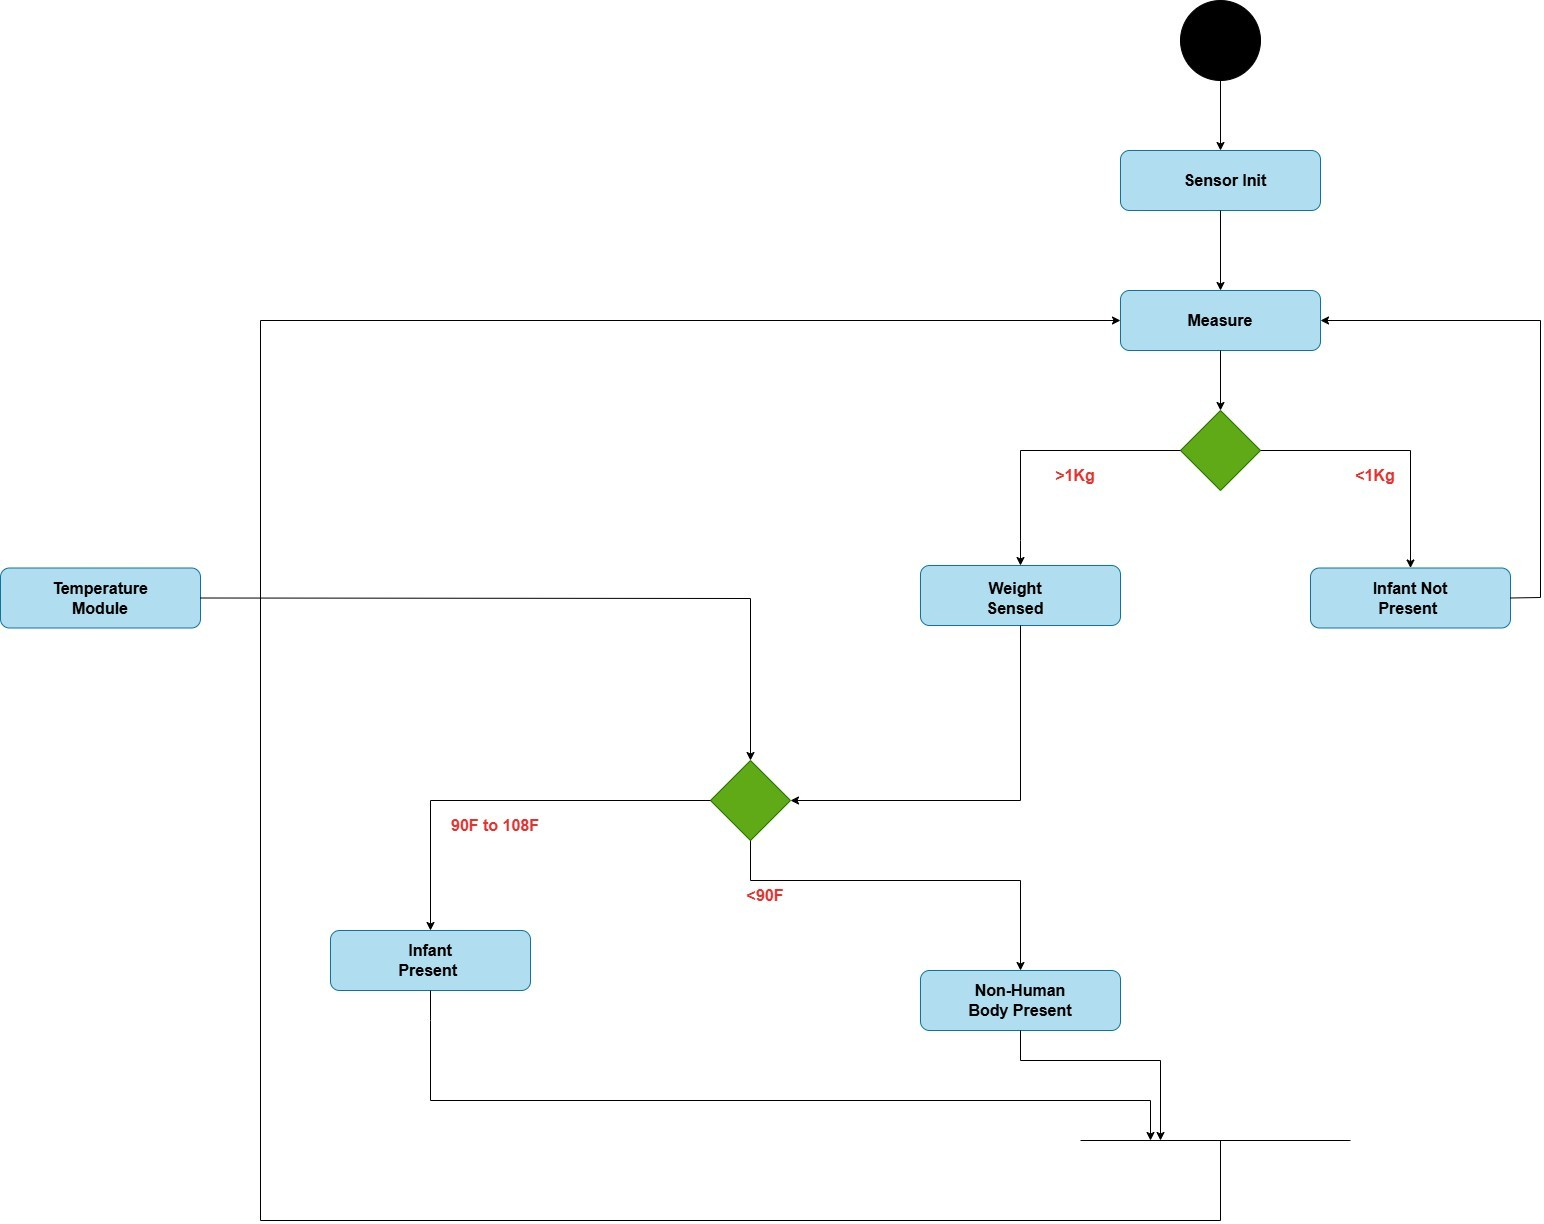 Sensor Init
Measure
>1Kg
<1Kg
Temperature
Module
Weight
Sensed
Infant Not
Present
90F to 108F
<90F
Infant
Present
Non-Human
Body Present